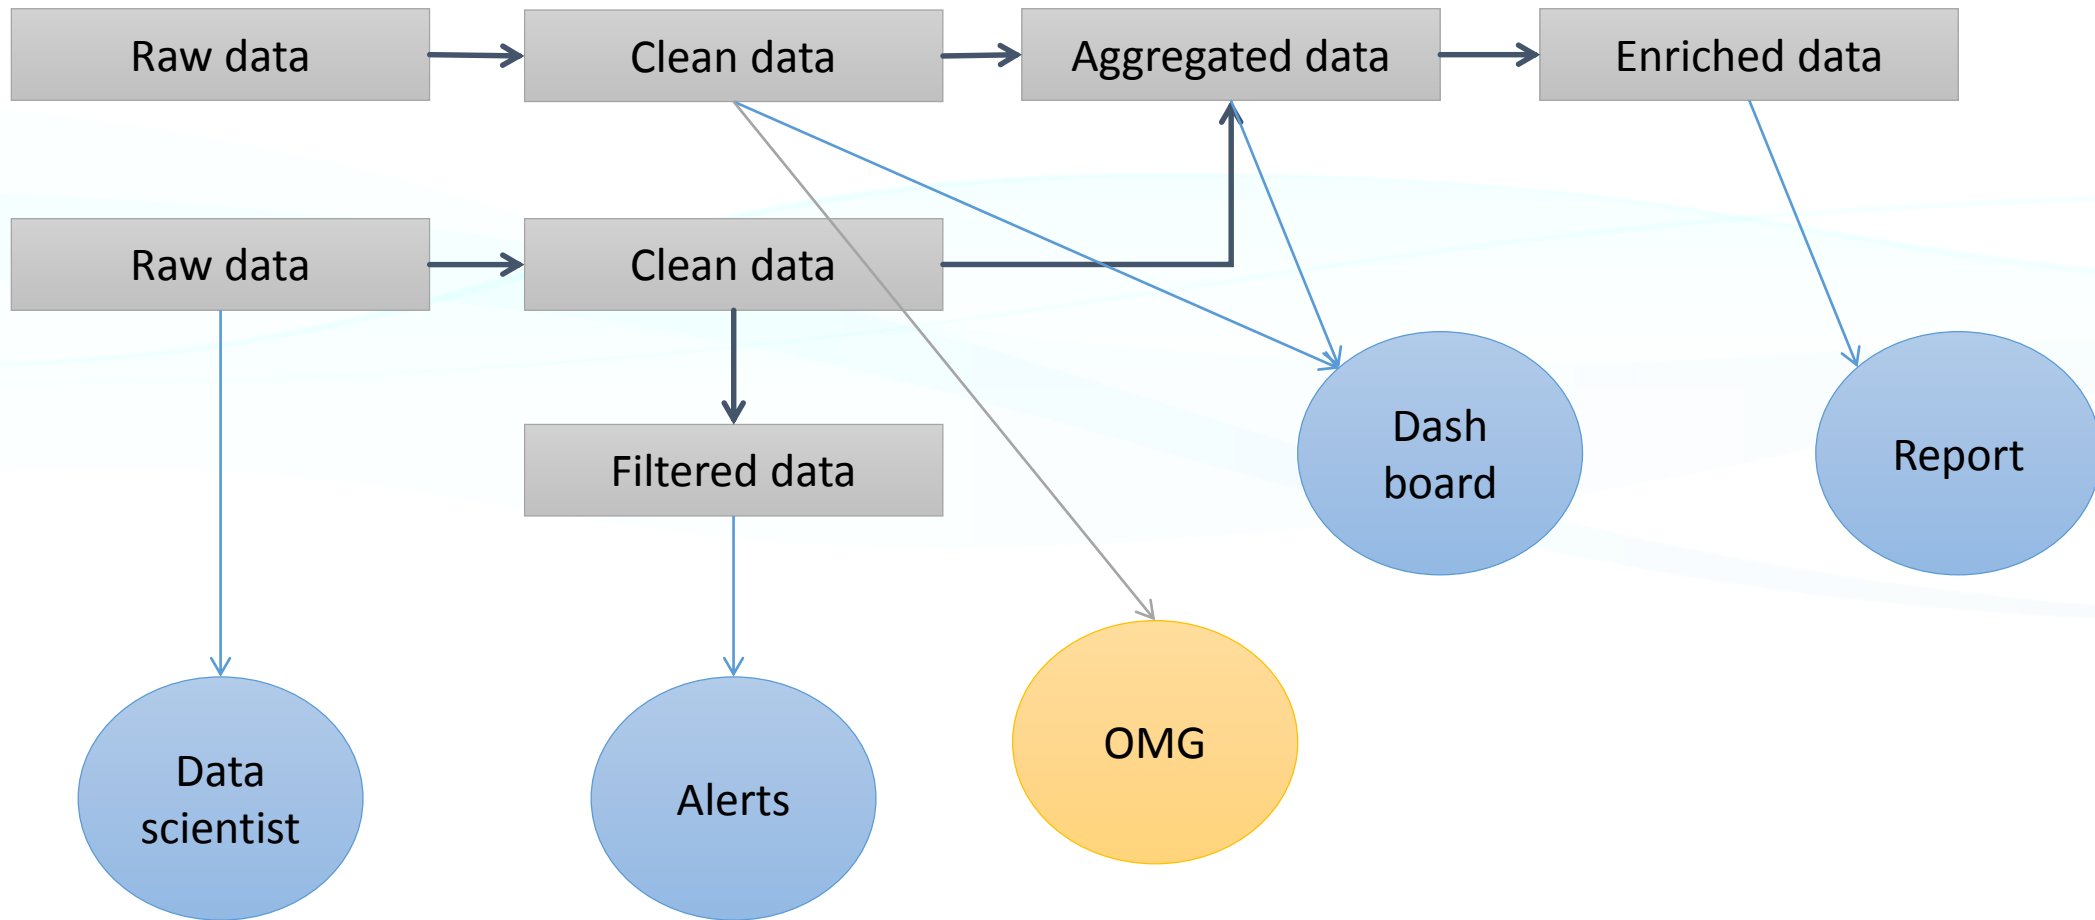 Raw data
Clean data
Aggregated data
Enriched data
Raw data
Clean data
Filtered data
Dash
board
Report
Data
scientist
Alerts
OMG